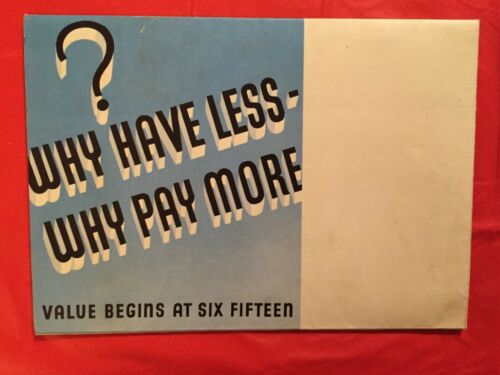 ?
WHY HAVE LESS-
WHY PAY MORE
VALUE BEGINS AT SIX FIFTEEN